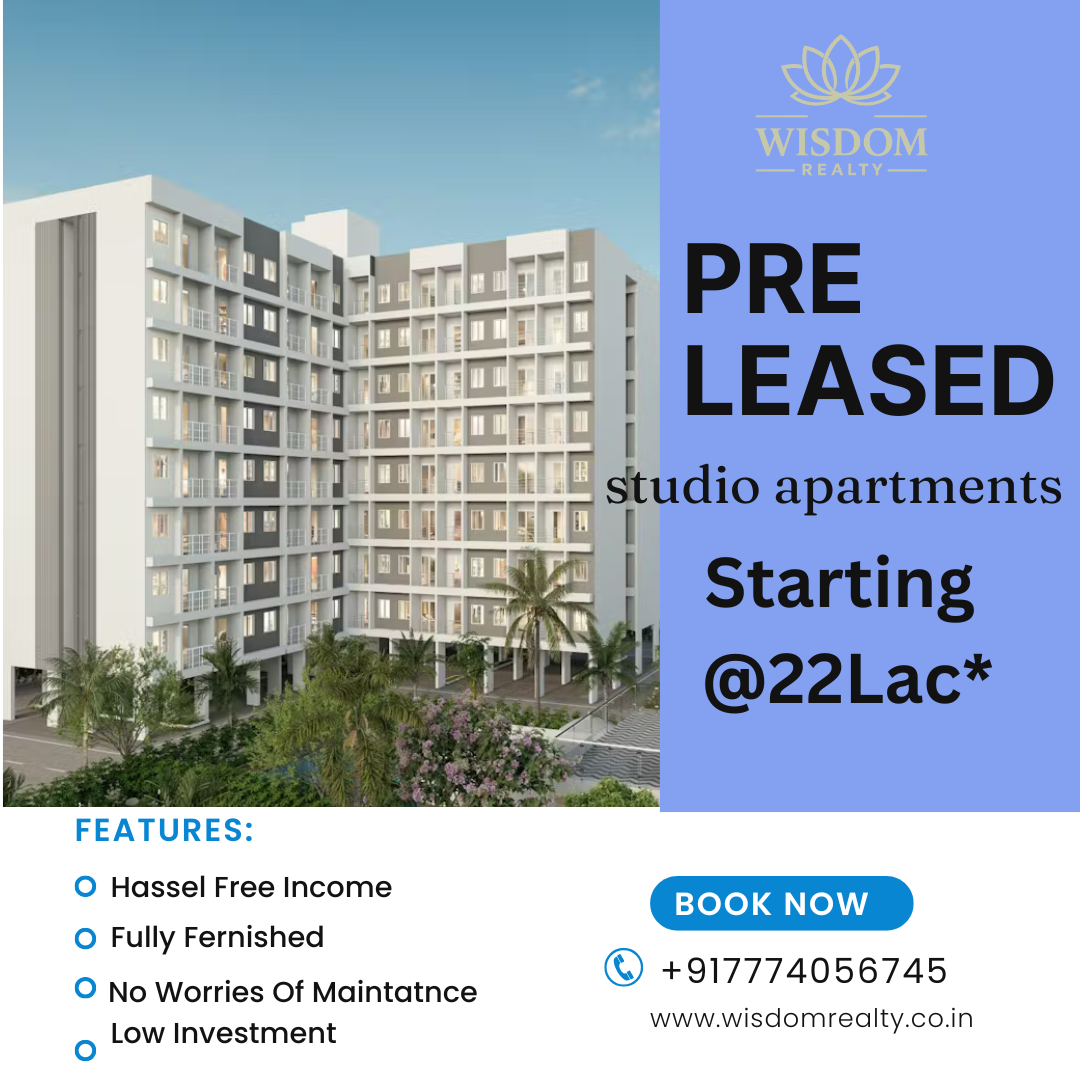 WISDOM
REALTY
PRE
LEASED
studio apartments
Starting
@22Lac*
FEATURES:
Hassel Free Income
Fully Fernished
No Worries Of Maintatnce
Low Investment
BOOK NOW
+917774056745
www.wisdomrealty.co.in